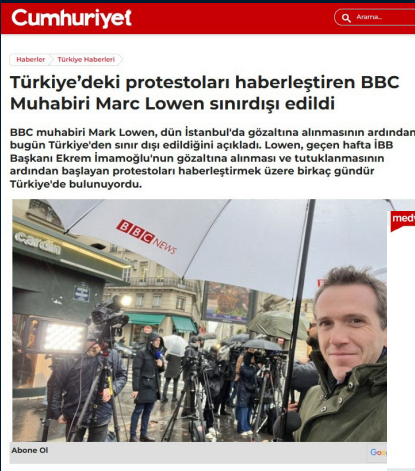 Cumhuriyet
Arama...
Haberler
Türkiye Haberleri
Türkiye’deki protestoları haberleştiren BBC
Muhabiri Marc Lowen sınırdışı edildi
BBC muhabiri Mark Lowen, dün İstanbul'da gözaltına alınmasının ardından
bugün Türkiye'den sınır dışı edildiğini açıkladı. Lowen, geçen hafta İBB
Başkanı Ekrem İmamoğlu'nun gözaltına alınması ve tutuklanmasının
ardından başlayan protestoları haberleştirmek üzere birkaç gündür
Türkiye'de bulunuyordu.
cardin
BBC NEWS
BBC
Abone Ol